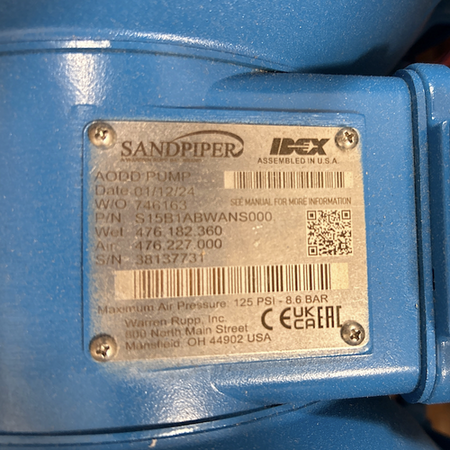 SANDPIPER
IDEX
ASSEMBLED IN U.S.A.
AODD PUMP
Date 01/12/24
W/O 746163
SEE MANUAL FOR MORE INFORMATION
P/N S15B1ABWANS000
Wet 476.182.360
Air 476.227.000
S/N 38137731
Maximum Air Pressure: 125 PSI - 8.6 BAR
Warren Rupp, Inc.
800 North Main Street
Mansfield, OH 44902 USA
CE UKCA EAC